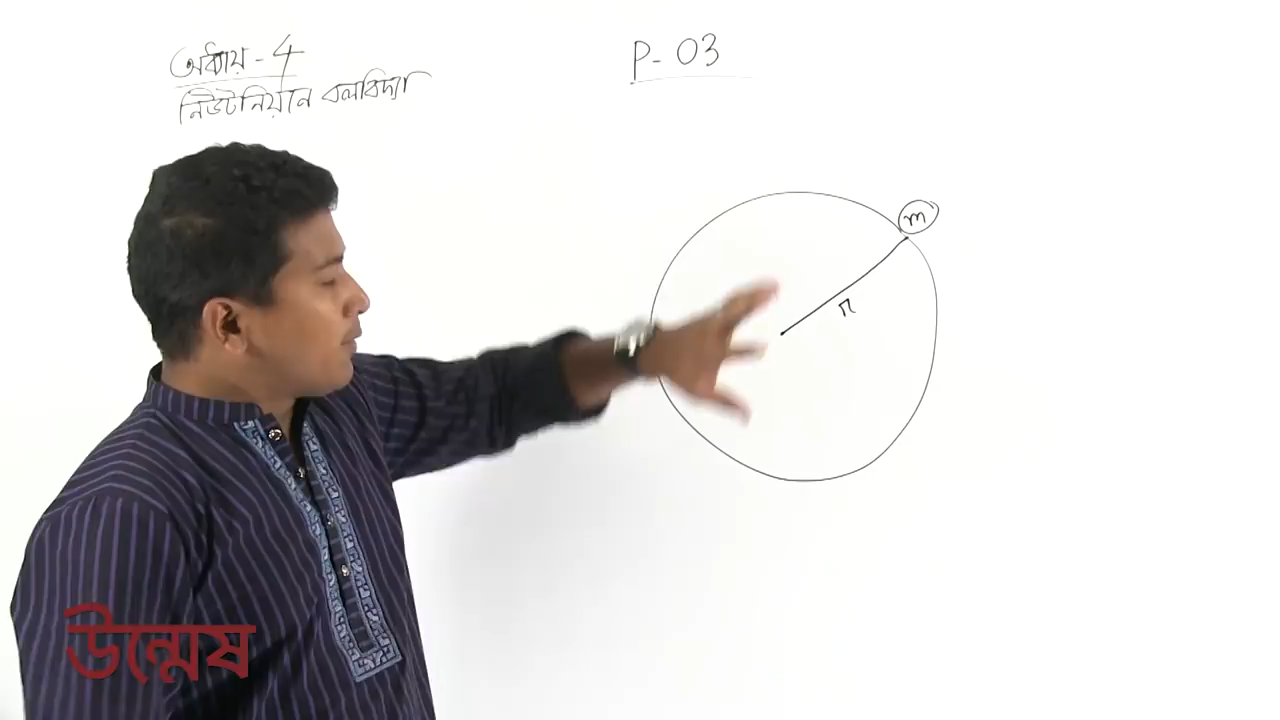 অধ্যায় - 4
নিউটনিয়ান বলবিদ্যা
P - 03
m
r
উন্মেষ